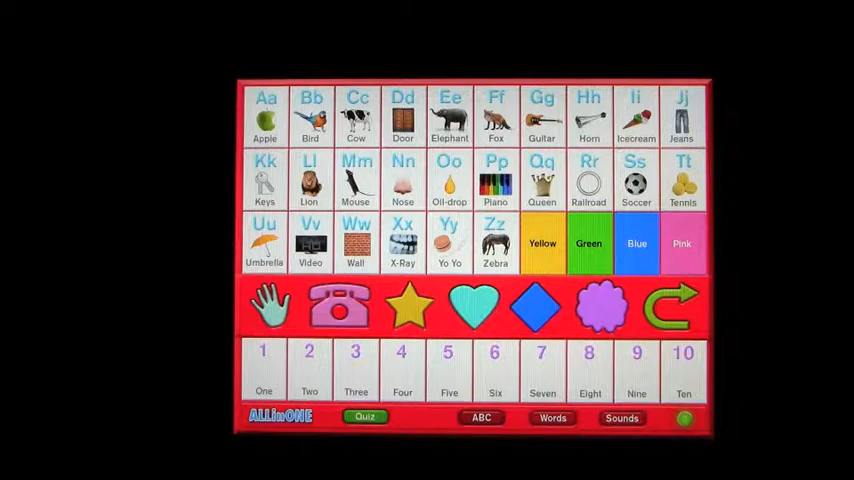 Aa Bb Cc Dd Ee Ff Gg Hh Ii Jj
Apple Bird Cow Door Elephant Fox Guitar Horn Icecream Jeans
Kk Ll Mm Nn Oo Pp Qq Rr Ss Tt
Keys Lion Mouse Nose Oil-drop Piano Queen Railroad Soccer Tennis
Uu Vv Ww Xx Yy Zz
Yellow Green Blue Pink
Umbrella Video Wall X-Ray Yo Yo Zebra
1 2 3 4 5 6 7 8 9 10
One Two Three Four Five Six Seven Eight Nine Ten
ALLinONE Quiz ABC Words Sounds